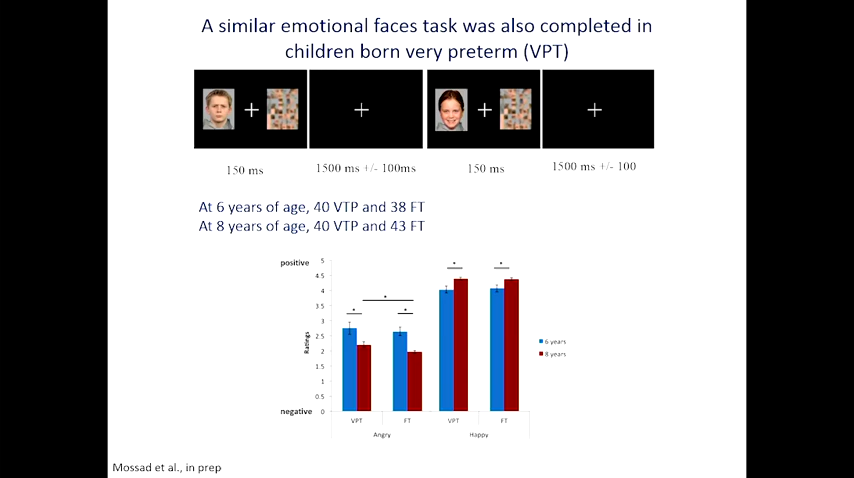 A similar emotional faces task was also completed in
children born very preterm (VPT)
150 ms
1500 ms +/- 100ms
150 ms
1500 ms +/- 100
At 6 years of age, 40 VTP and 38 FT
At 8 years of age, 40 VTP and 43 FT
positive
negative
Ratings
5
4.5
4
3.5
3
2.5
2
1.5
1
0.5
0
*
*
*
*
*
VPT
FT
VPT
FT
Angry
Happy
6 years
8 years
Mossad et al., in prep